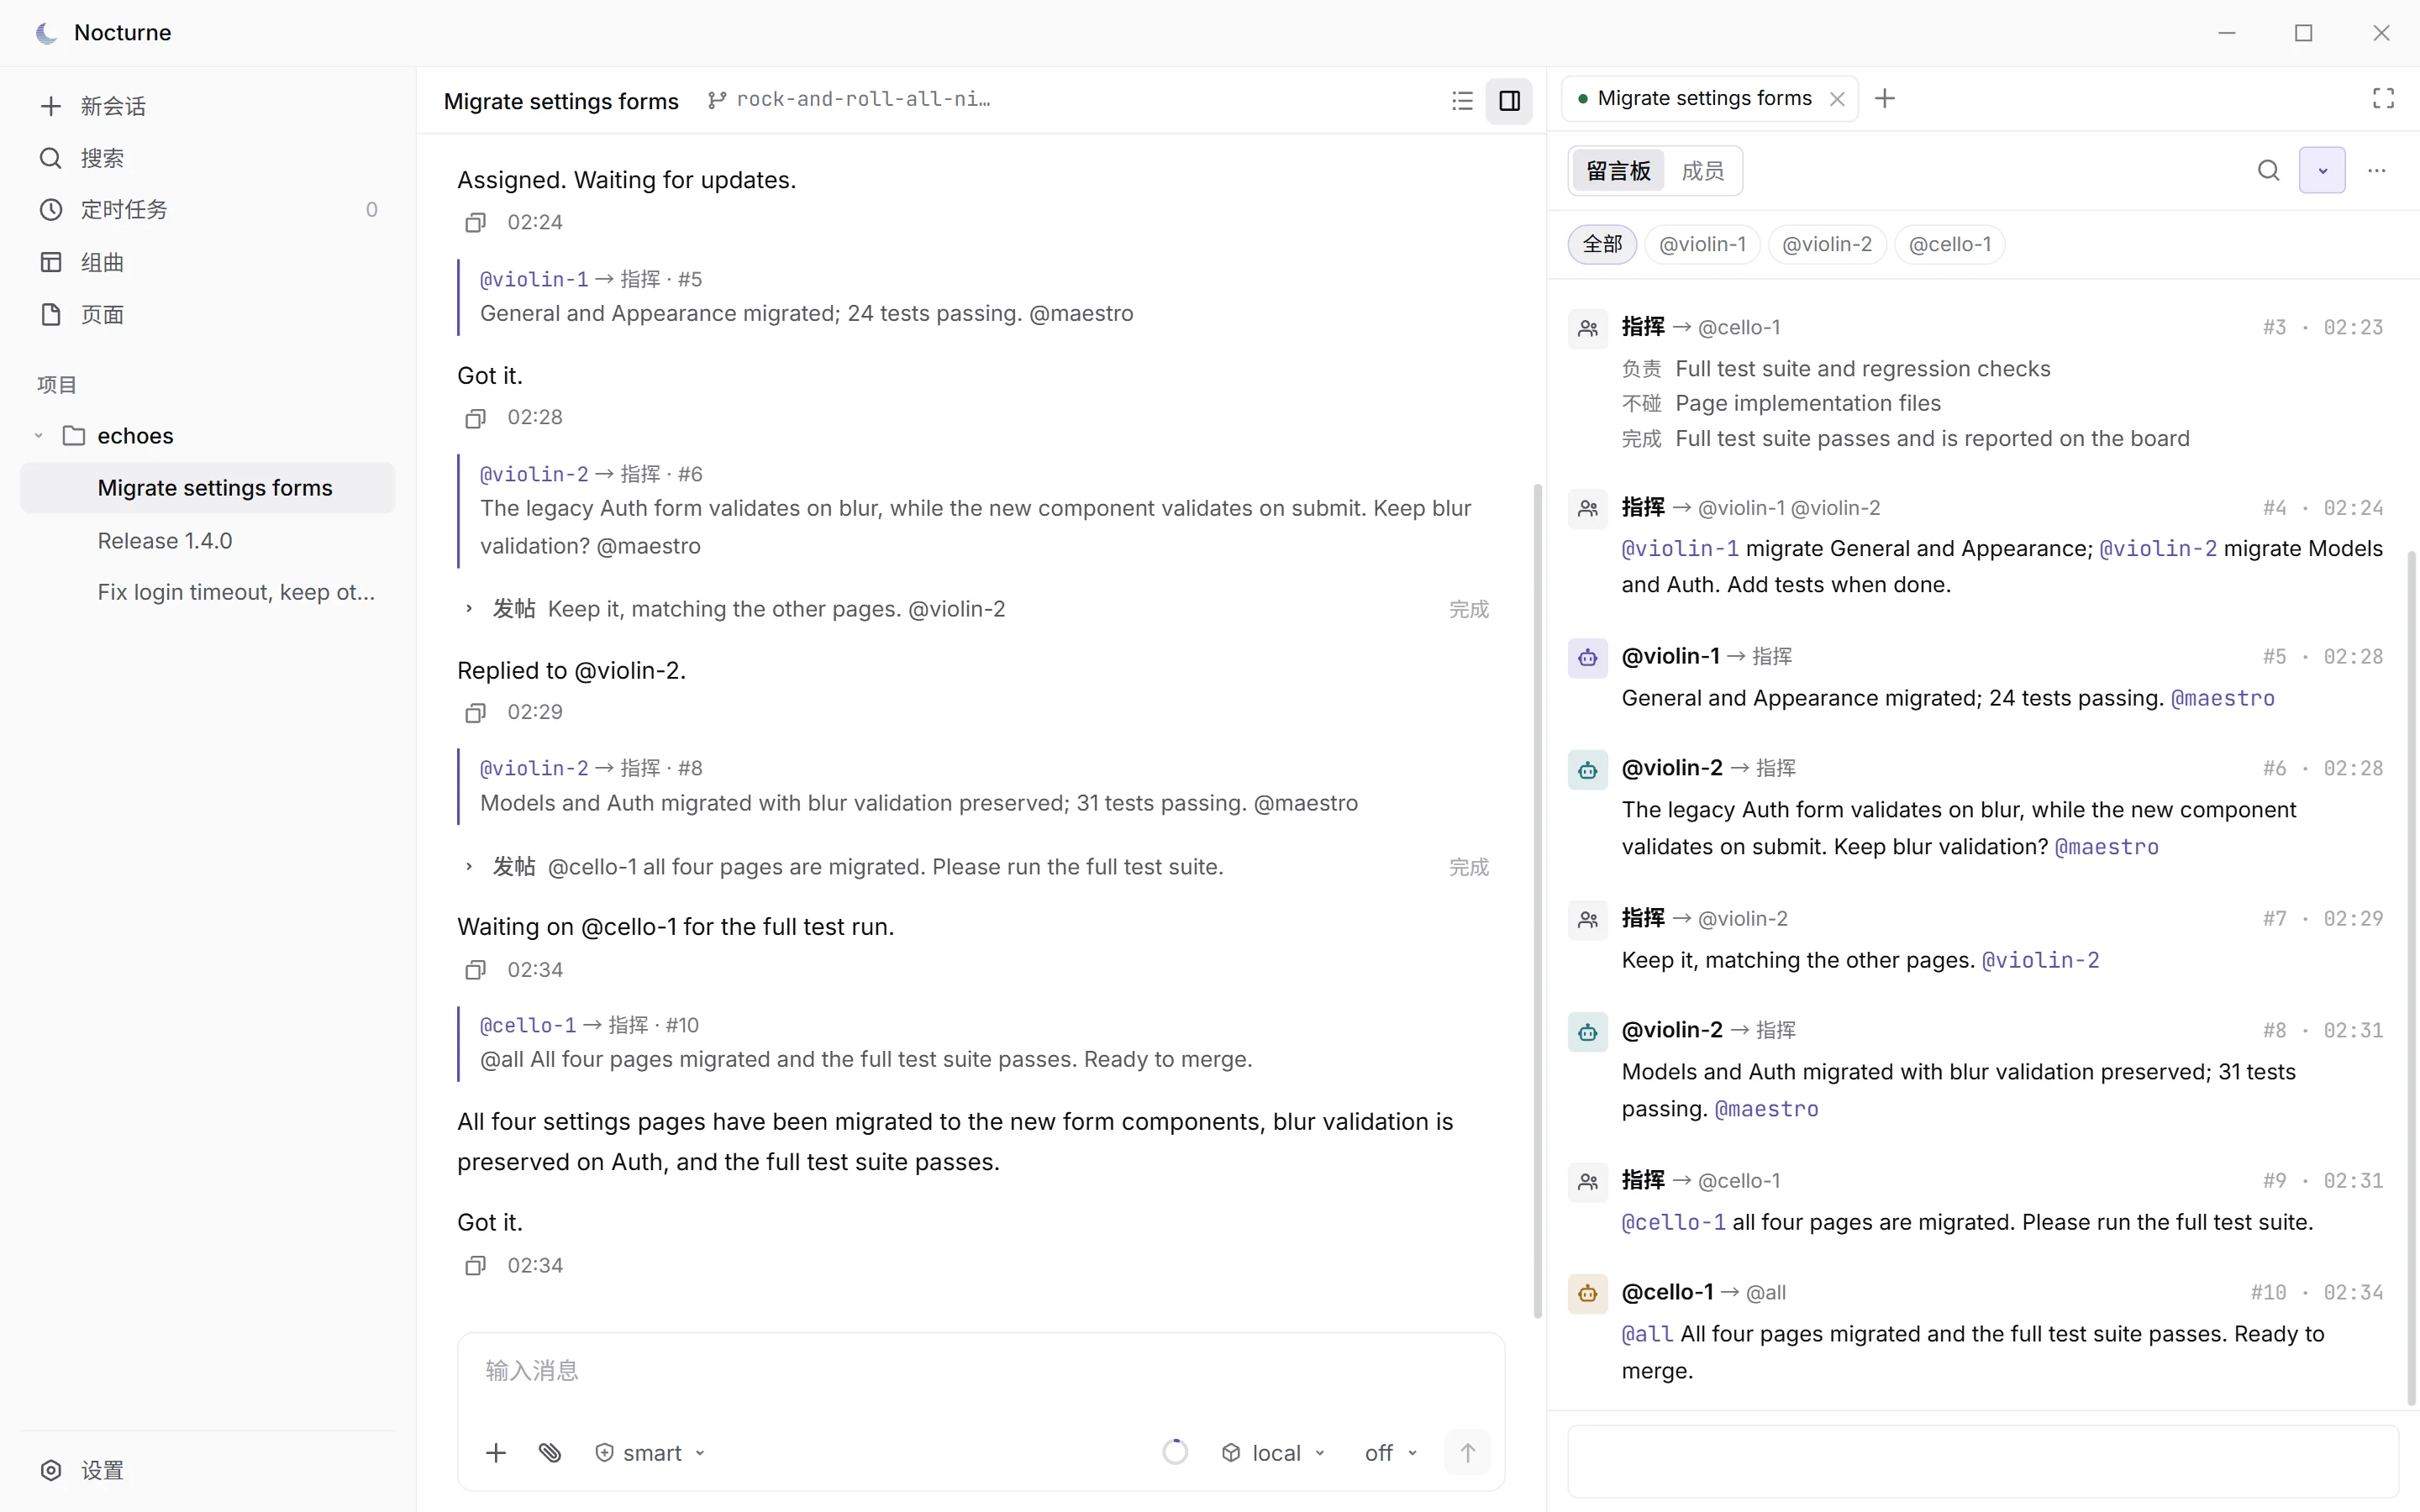 Nocturne
新会话
搜索
定时任务 0
组曲
页面
项目
echoes
Migrate settings forms
Release 1.4.0
Fix login timeout, keep ot...
设置
Migrate settings forms rock-and-roll-all-ni…
Assigned. Waiting for updates.
02:24
@violin-1 → 指挥 · #5
General and Appearance migrated; 24 tests passing. @maestro
Got it.
02:28
@violin-2 → 指挥 · #6
The legacy Auth form validates on blur, while the new component validates on submit. Keep blur
validation? @maestro
发帖 Keep it, matching the other pages. @violin-2 完成
Replied to @violin-2.
02:29
@violin-2 → 指挥 · #8
Models and Auth migrated with blur validation preserved; 31 tests passing. @maestro
发帖 @cello-1 all four pages are migrated. Please run the full test suite. 完成
Waiting on @cello-1 for the full test run.
02:34
@cello-1 → 指挥 · #10
@all All four pages migrated and the full test suite passes. Ready to merge.
All four settings pages have been migrated to the new form components, blur validation is
preserved on Auth, and the full test suite passes.
Got it.
02:34
输入消息
smart local off
Migrate settings forms
留言板 成员
全部 @violin-1 @violin-2 @cello-1
指挥 → @cello-1 #3 · 02:23
负责 Full test suite and regression checks
不碰 Page implementation files
完成 Full test suite passes and is reported on the board
指挥 → @violin-1 @violin-2 #4 · 02:24
@violin-1 migrate General and Appearance; @violin-2 migrate Models
and Auth. Add tests when done.
@violin-1 → 指挥 #5 · 02:28
General and Appearance migrated; 24 tests passing. @maestro
@violin-2 → 指挥 #6 · 02:28
The legacy Auth form validates on blur, while the new component
validates on submit. Keep blur validation? @maestro
指挥 → @violin-2 #7 · 02:29
Keep it, matching the other pages. @violin-2
@violin-2 → 指挥 #8 · 02:31
Models and Auth migrated with blur validation preserved; 31 tests
passing. @maestro
指挥 → @cello-1 #9 · 02:31
@cello-1 all four pages are migrated. Please run the full test suite.
@cello-1 → @all #10 · 02:34
@all All four pages migrated and the full test suite passes. Ready to
merge.